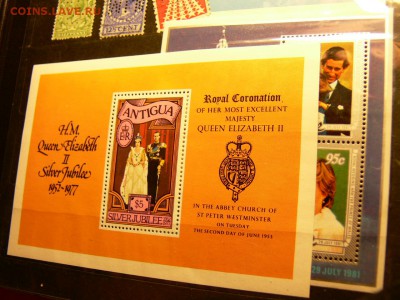 COINS.LAVE.RU
CENT
H.M.
Queen Elizabeth
II
Silver Jubilee
1952-1977
ANTIGUA
EIIR
$5
SILVER JUBILEE
Royal Coronation
OF HER MOST EXCELLENT
MAJESTY
QUEEN ELIZABETH II
IN THE ABBEY CHURCH OF
ST PETER WESTMINSTER
ON TUESDAY
THE SECOND DAY OF JUNE 1953
95c
29 JULY 1981